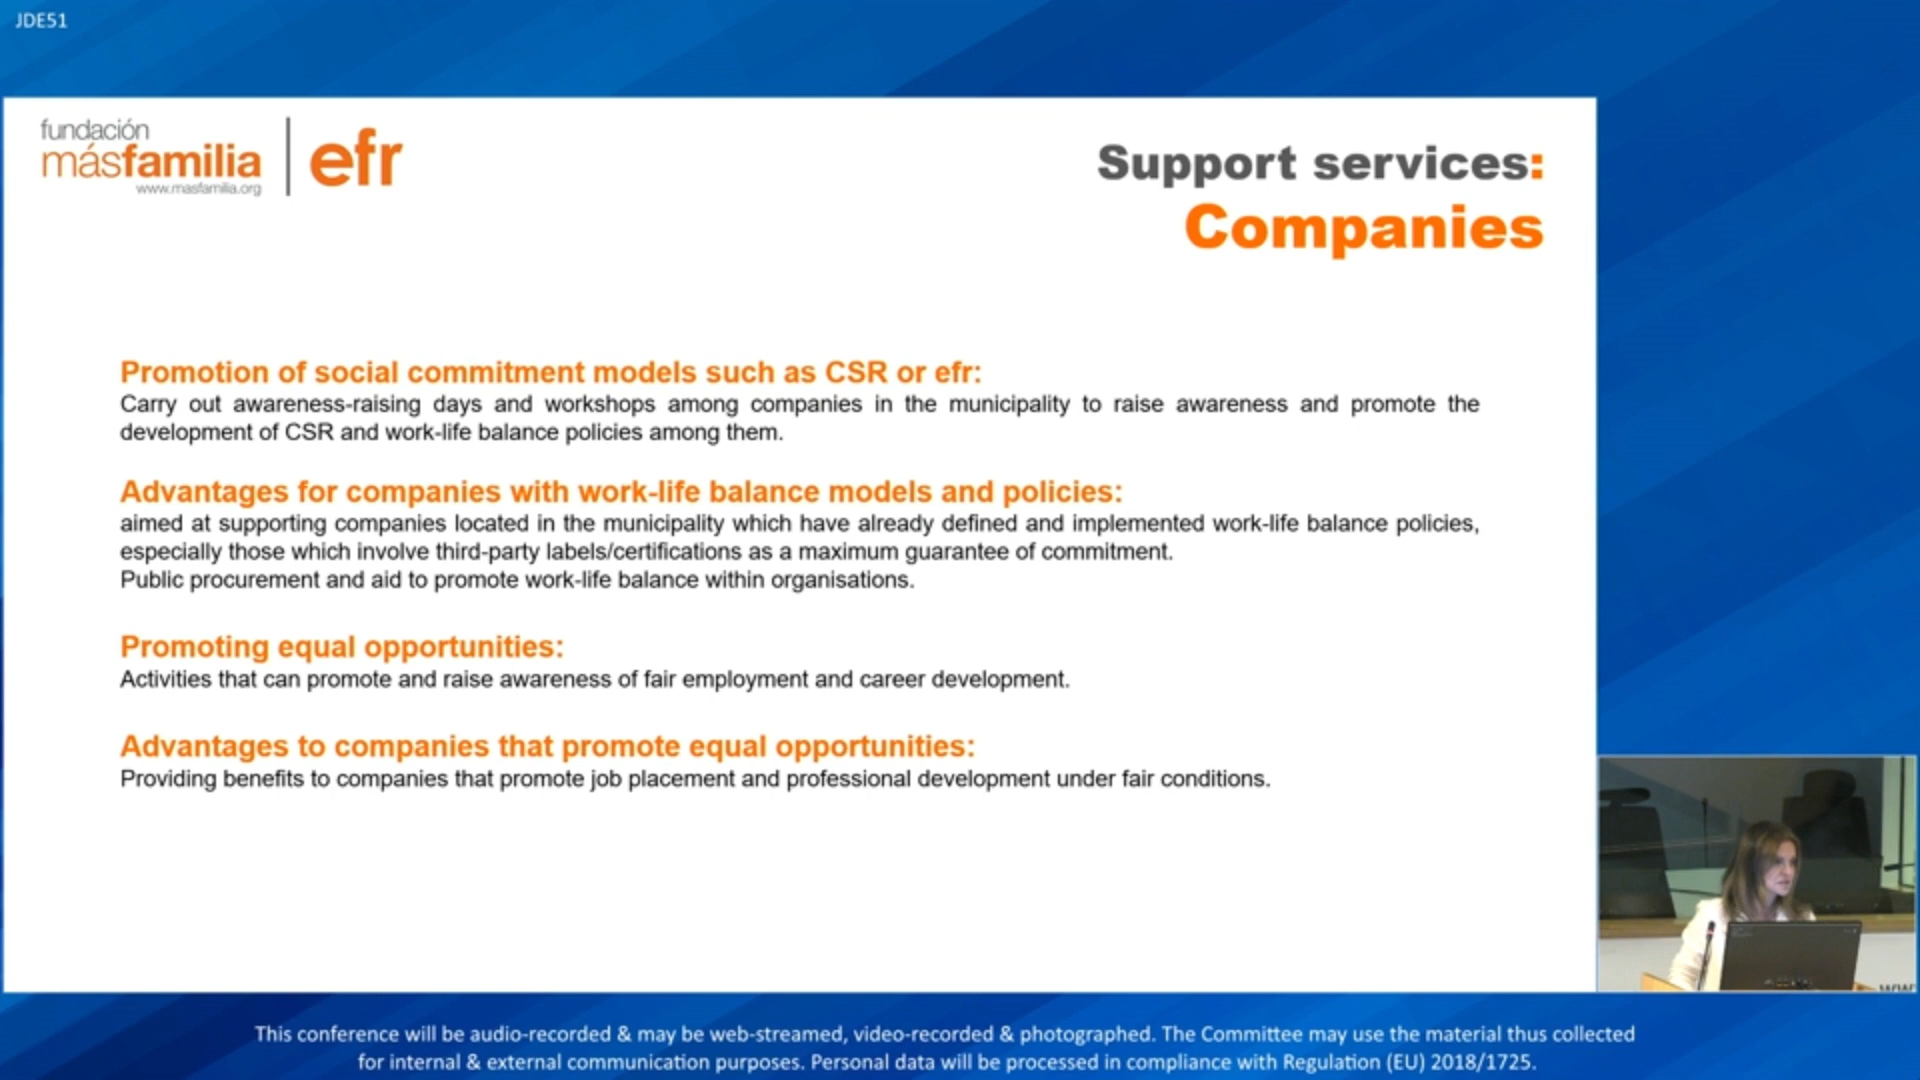 JDE51
fundación
másfamilia
www.masfamilia.org
efr
Support services:
Companies
Promotion of social commitment models such as CSR or efr:
Carry out awareness-raising days and workshops among companies in the municipality to raise awareness and promote the
development of CSR and work-life balance policies among them.
Advantages for companies with work-life balance models and policies:
aimed at supporting companies located in the municipality which have already defined and implemented work-life balance policies,
especially those which involve third-party labels/certifications as a maximum guarantee of commitment.
Public procurement and aid to promote work-life balance within organisations.
Promoting equal opportunities:
Activities that can promote and raise awareness of fair employment and career development.
Advantages to companies that promote equal opportunities:
Providing benefits to companies that promote job placement and professional development under fair conditions.
This conference will be audio-recorded & may be web-streamed, video-recorded & photographed. The Committee may use the material thus collected
for internal & external communication purposes. Personal data will be processed in compliance with Regulation (EU) 2018/1725.